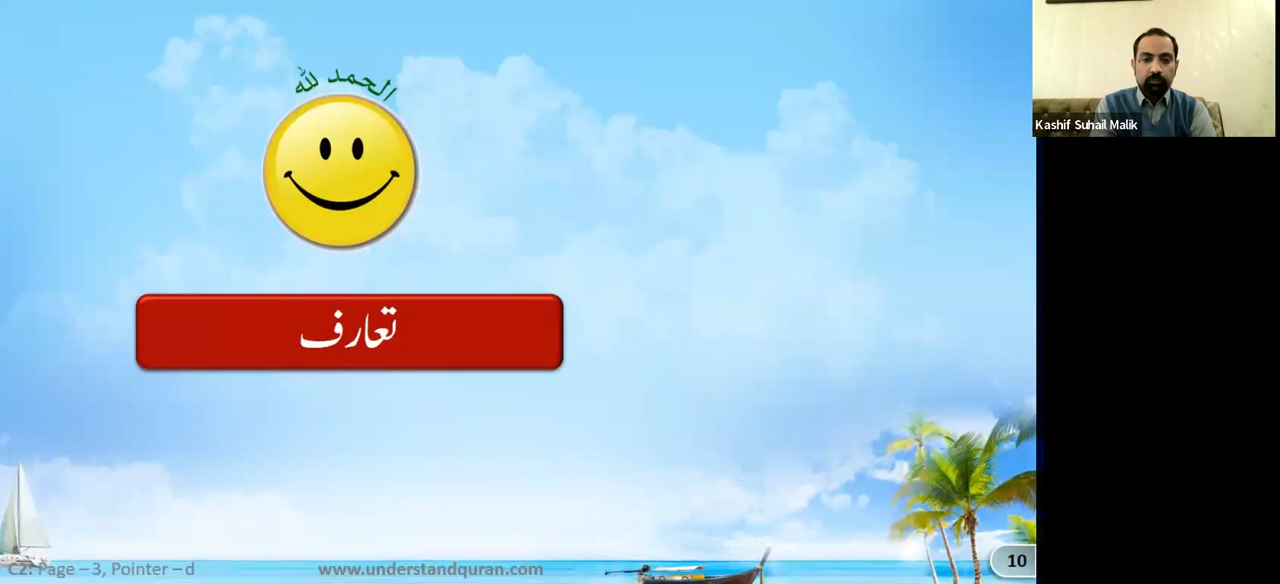 الحمد لله
تعارف
Kashif Suhail Malik
C2: Page – 3, Pointer – d
www.understandquran.com
10